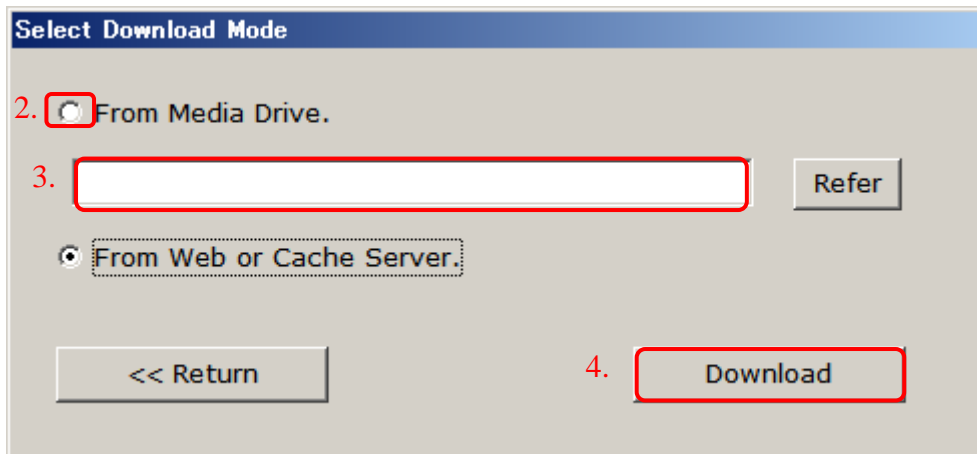 Select Download Mode
2. From Media Drive.
3. Refer
From Web or Cache Server.
<< Return 4. Download